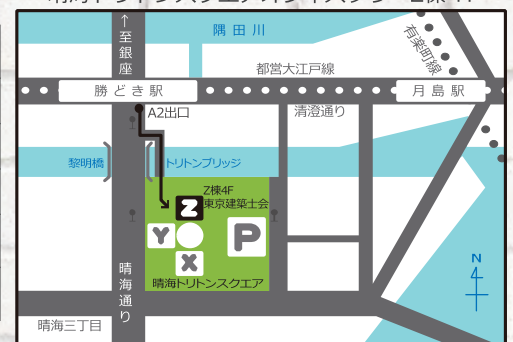 ↑至銀座
隅田川
有楽町線
都営大江戸線
勝どき駅
月島駅
A2出口
清澄通り
黎明橋
トリトンブリッジ
Z棟4F
東京建築士会
Z
Y
P
X
晴海トリトンスクエア
晴海通り
N
晴海三丁目